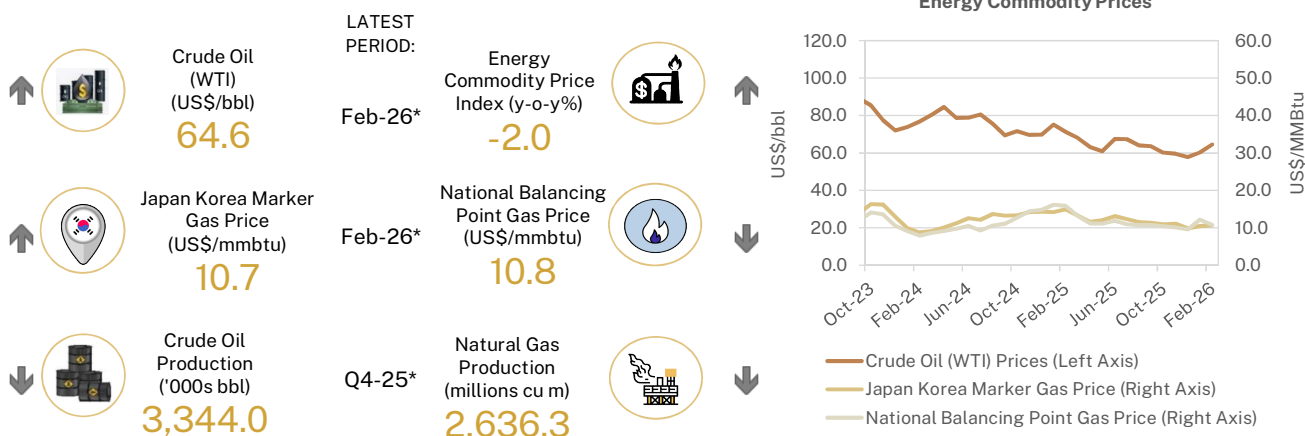 LATEST
PERIOD:
Crude Oil
(WTI)
(US$/bbl)
64.6
Feb-26*
Energy
Commodity Price
Index (y-o-y%)
-2.0
Japan Korea Marker
Gas Price
(US$/mmbtu)
10.7
Feb-26*
National Balancing
Point Gas Price
(US$/mmbtu)
10.8
Crude Oil
Production
('000s bbl)
3,344.0
Q4-25*
Natural Gas
Production
(millions cu m)
2,636.3
Energy Commodity Prices
US$/bbl
120.0
100.0
80.0
60.0
40.0
20.0
0.0
60.0
50.0
40.0
30.0
20.0
10.0
0.0
US$/MMBtu
Oct-23
Feb-24
Jun-24
Oct-24
Feb-25
Jun-25
Oct-25
Feb-26
Crude Oil (WTI) Prices (Left Axis)
Japan Korea Marker Gas Price (Right Axis)
National Balancing Point Gas Price (Right Axis)